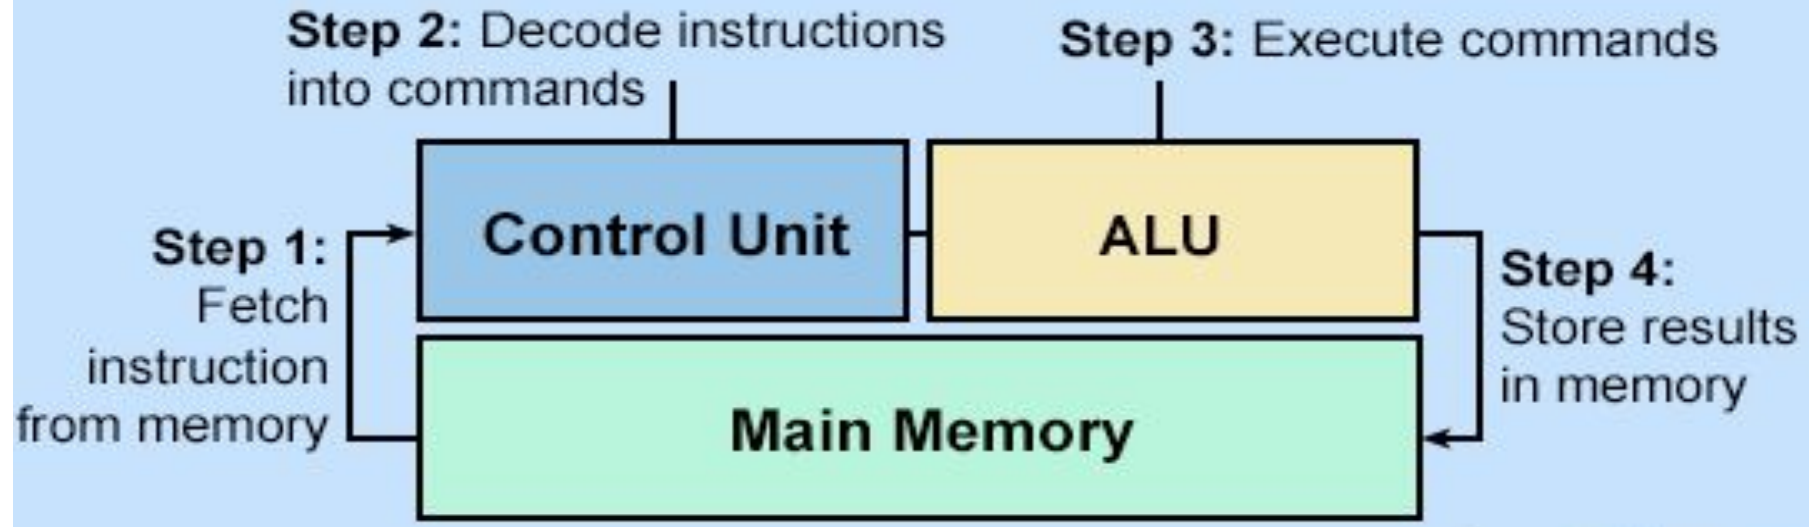 Step 2: Decode instructions
into commands
Step 3: Execute commands
Control Unit
ALU
Step 1:
Fetch
instruction
from memory
Step 4:
Store results
in memory
Main Memory